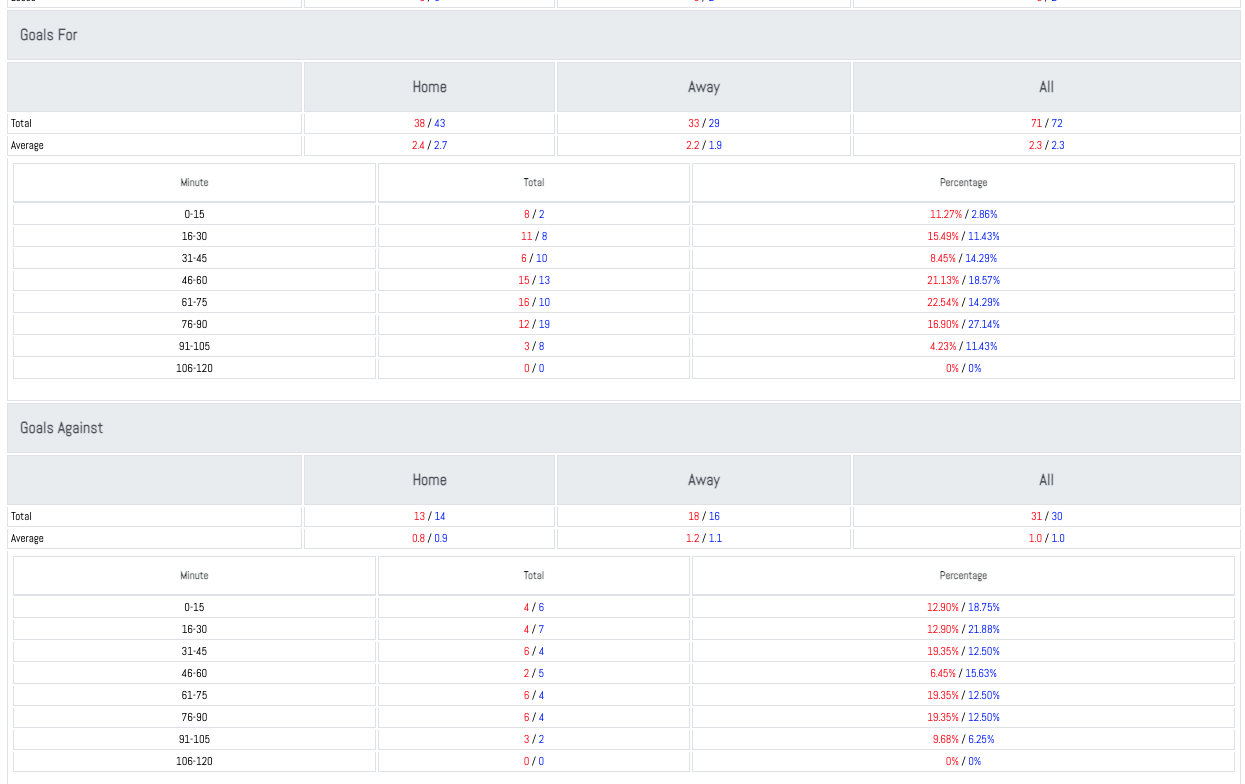 Goals For
Home Away All
Total 38 / 43 33 / 29 71 / 72
Average 2.4 / 2.7 2.2 / 1.9 2.3 / 2.3
Minute Total Percentage
0-15 8 / 2 11.27% / 2.86%
16-30 11 / 8 15.49% / 11.43%
31-45 6 / 10 8.45% / 14.29%
46-60 15 / 13 21.13% / 18.57%
61-75 16 / 10 22.54% / 14.29%
76-90 12 / 19 16.90% / 27.14%
91-105 3 / 8 4.23% / 11.43%
106-120 0 / 0 0% / 0%
Goals Against
Home Away All
Total 13 / 14 18 / 16 31 / 30
Average 0.8 / 0.9 1.2 / 1.1 1.0 / 1.0
Minute Total Percentage
0-15 4 / 6 12.90% / 18.75%
16-30 4 / 7 12.90% / 21.88%
31-45 6 / 4 19.35% / 12.50%
46-60 2 / 5 6.45% / 15.63%
61-75 6 / 4 19.35% / 12.50%
76-90 6 / 4 19.35% / 12.50%
91-105 3 / 2 9.68% / 6.25%
106-120 0 / 0 0% / 0%